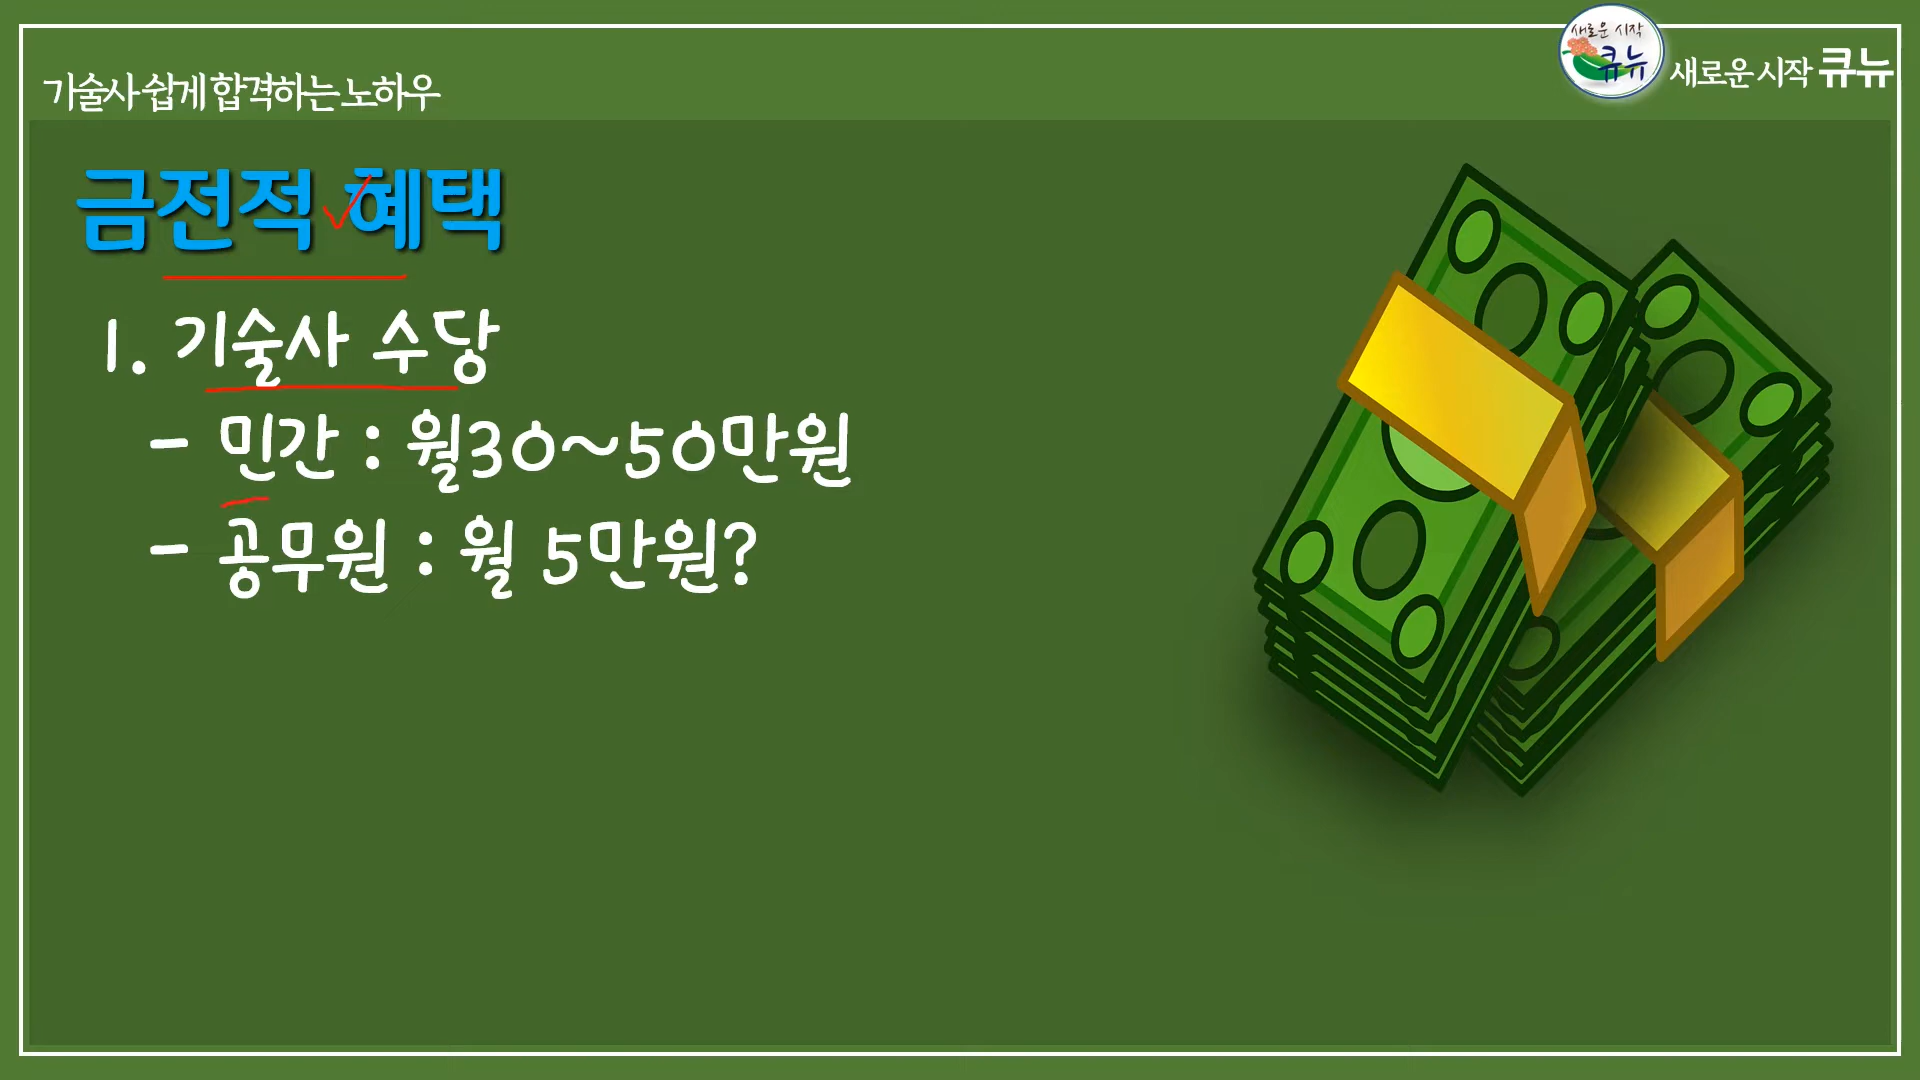 기술사 쉽게 합격하는 노하우
새로운 시작
큐뉴
새로운 시작 큐뉴
금전적 혜택
1. 기술사 수당
- 민간 : 월30~50만원
- 공무원 : 월 5만원?